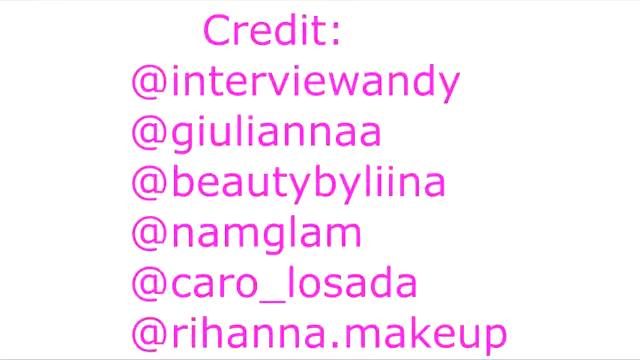 Credit:
@interviewandy
@giuliannaa
@beautybyliina
@namglam
@caro_losada
@rihanna.makeup